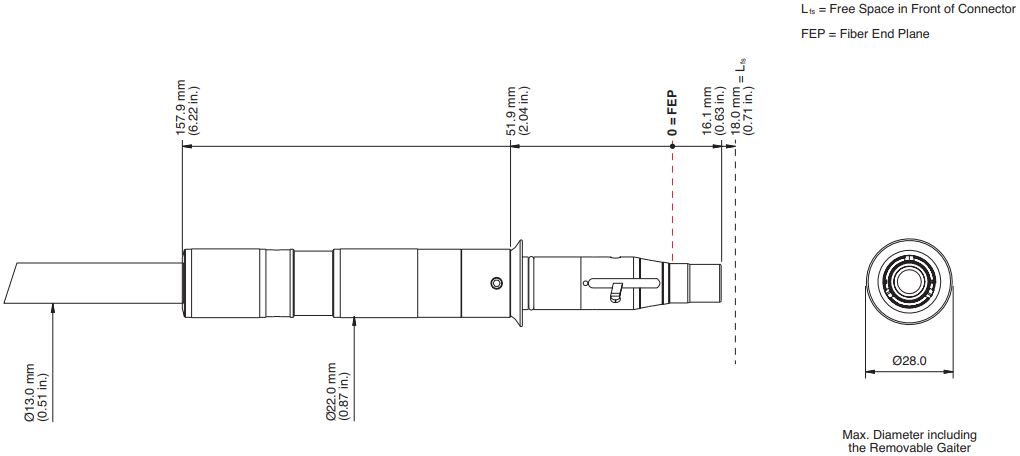 L fs = Free Space in Front of Connector
FEP = Fiber End Plane
157.9 mm
(6.22 in.)
51.9 mm
(2.04 in.)
0 = FEP
16.1 mm
(0.63 in.)
18.0 mm = L fs
(0.71 in.)
Ø13.0 mm
(0.51 in.)
Ø22.0 mm
(0.87 in.)
Ø28.0
Max. Diameter including
the Removable Gaiter